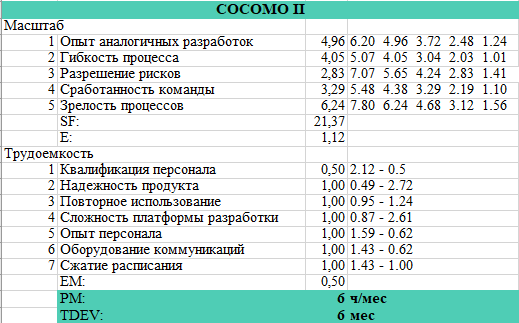 COCOMO II
Масштаб
1 Опыт аналогичных разработок 4,96 6.20 4.96 3.72 2.48 1.24
2 Гибкость процесса 4,05 5.07 4.05 3.04 2.03 1.01
3 Разрешение рисков 2,83 7.07 5.65 4.24 2.83 1.41
4 Сработанность команды 3,29 5.48 4.38 3.29 2.19 1.10
5 Зрелость процессов 6,24 7.80 6.24 4.68 3.12 1.56
SF: 21,37
E: 1,12
Трудоемкость
1 Квалификация персонала 0,50 2.12 - 0.5
2 Надежность продукта 1,00 0.49 - 2.72
3 Повторное использование 1,00 0.95 - 1.24
4 Сложность платформы разработки 1,00 0.87 - 2.61
5 Опыт персонала 1,00 1.59 - 0.62
6 Оборудование коммуникаций 1,00 1.43 - 0.62
7 Сжатие расписания 1,00 1.43 - 1.00
EM: 0,50
PM: 6 ч/мес
TDEV: 6 мес